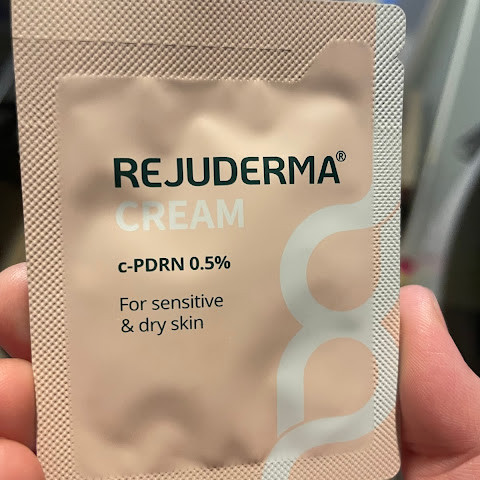 REJUDERMA®
CREAM
c-PDRN 0.5%
For sensitive
& dry skin